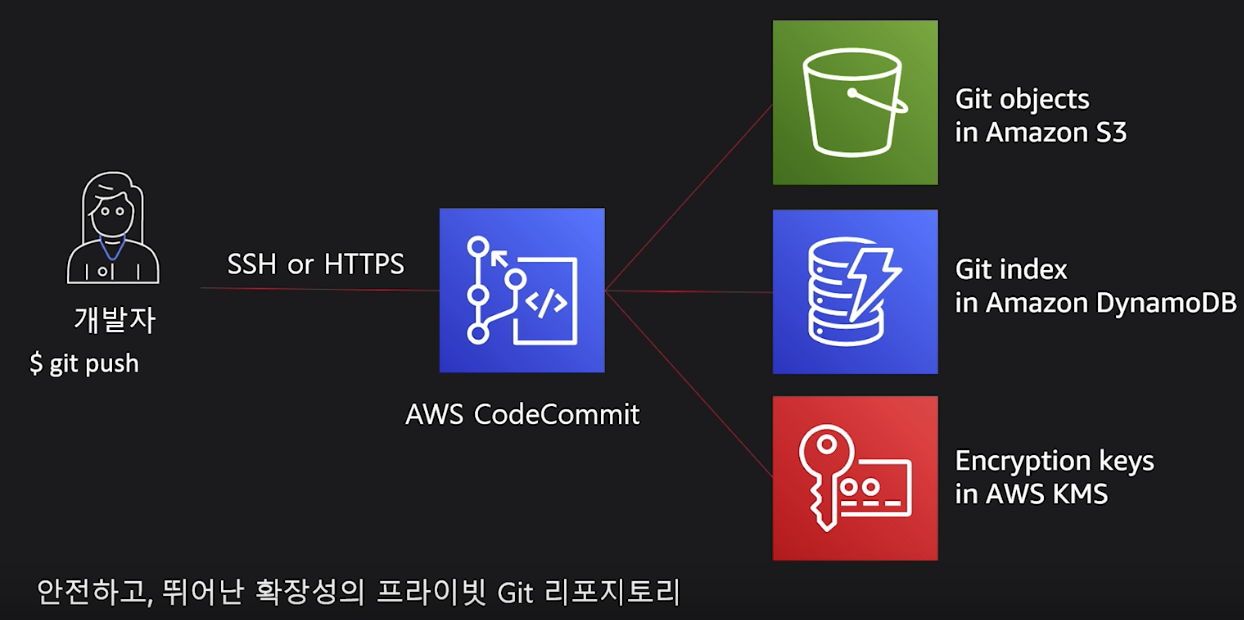 개발자
$ git push
SSH or HTTPS
AWS CodeCommit
Git objects
in Amazon S3
Git index
in Amazon DynamoDB
Encryption keys
in AWS KMS
안전하고, 뛰어난 확장성의 프라이빗 Git 리포지토리